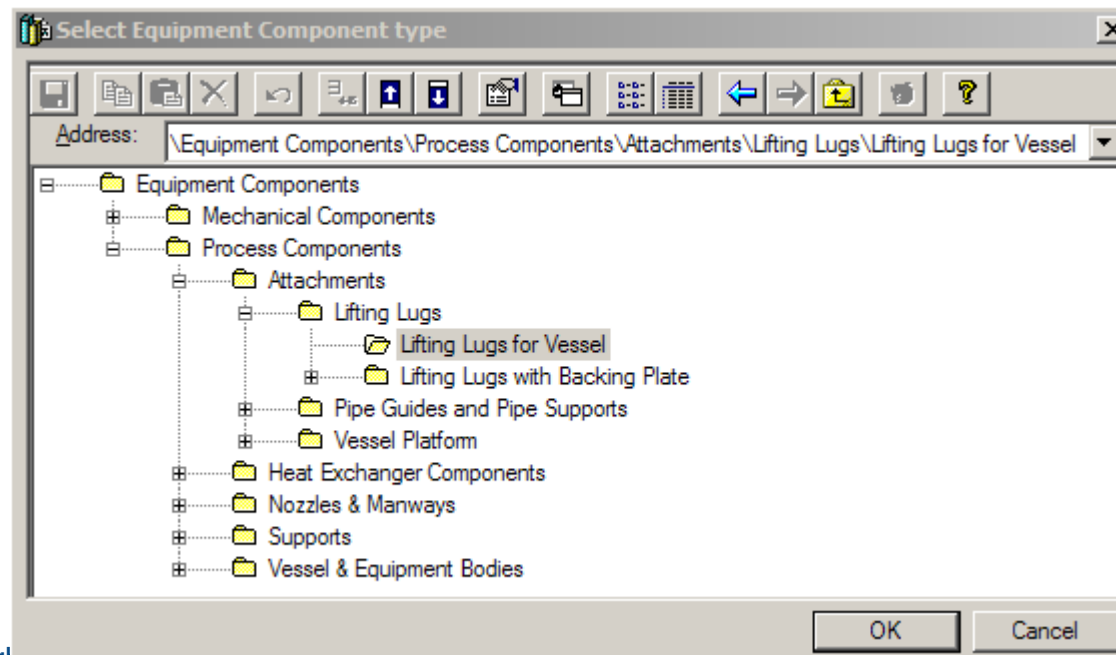 Select Equipment Component type
Address: \Equipment Components\Process Components\Attachments\Lifting Lugs\Lifting Lugs for Vessel
Equipment Components
Mechanical Components
Process Components
Attachments
Lifting Lugs
Lifting Lugs for Vessel
Lifting Lugs with Backing Plate
Pipe Guides and Pipe Supports
Vessel Platform
Heat Exchanger Components
Nozzles & Manways
Supports
Vessel & Equipment Bodies
OK Cancel